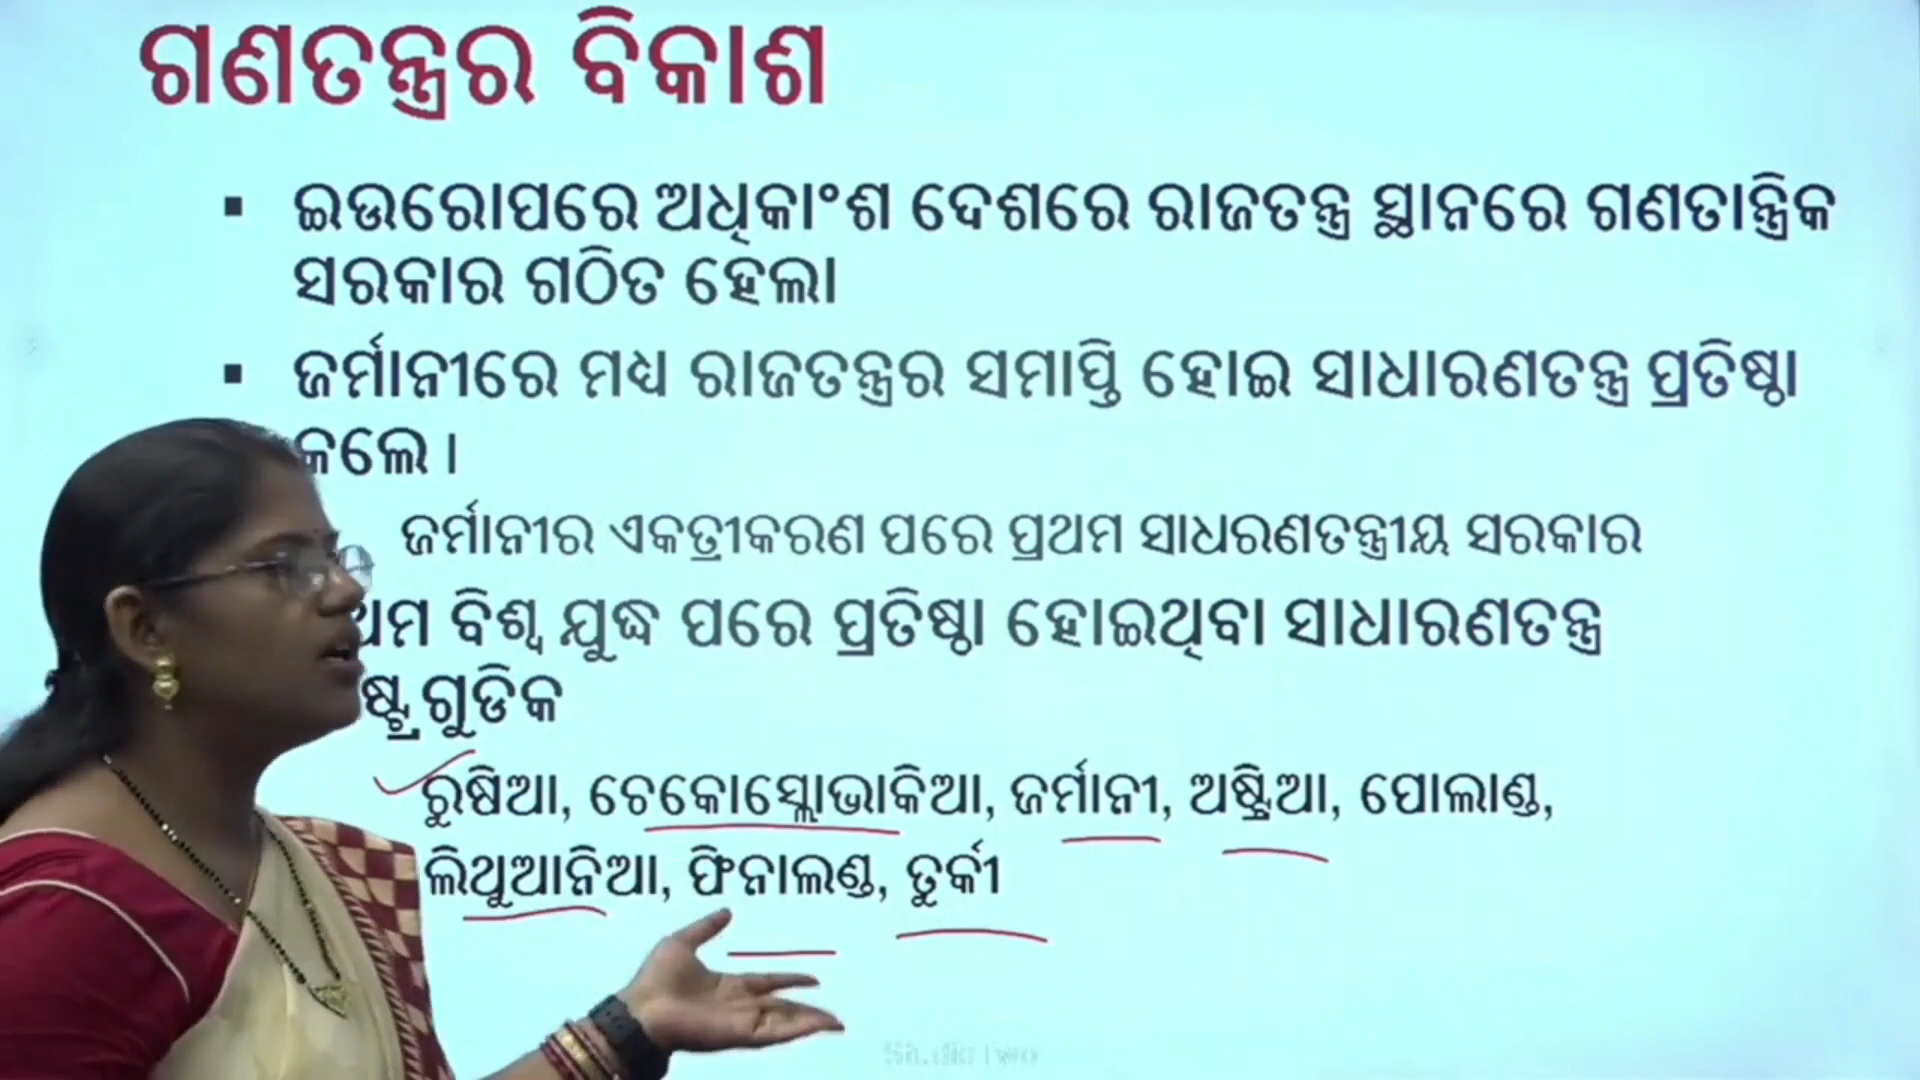 ଗଣତନ୍ତ୍ରର ବିକାଶ
▪ ଇଉରୋପରେ ଅଧିକାଂଶ ଦେଶରେ ରାଜତନ୍ତ୍ର ସ୍ଥାନରେ ଗଣତାନ୍ତ୍ରିକ
ସରକାର ଗଠିତ ହେଲା
▪ ଜର୍ମାନୀରେ ମଧ୍ୟ ରାଜତନ୍ତ୍ରର ସମାପ୍ତି ହୋଇ ସାଧାରଣତନ୍ତ୍ର ପ୍ରତିଷ୍ଠା
କଲେ।
ଜର୍ମାନୀର ଏକତ୍ରୀକରଣ ପରେ ପ୍ରଥମ ସାଧରଣତନ୍ତ୍ରୀୟ ସରକାର
ବିଶ୍ୱ ଯୁଦ୍ଧ ପରେ ପ୍ରତିଷ୍ଠା ହୋଇଥିବା ସାଧାରଣତନ୍ତ୍ର
ରୁଷିଆ, ଚେକୋସ୍ଲୋଭାକିଆ, ଜର୍ମାନୀ, ଅଷ୍ଟ୍ରିଆ, ପୋଲାଣ୍ଡ,
ଲିଥୁଆନିଆ, ଫିନାଲଣ୍ଡ, ତୁର୍କୀ